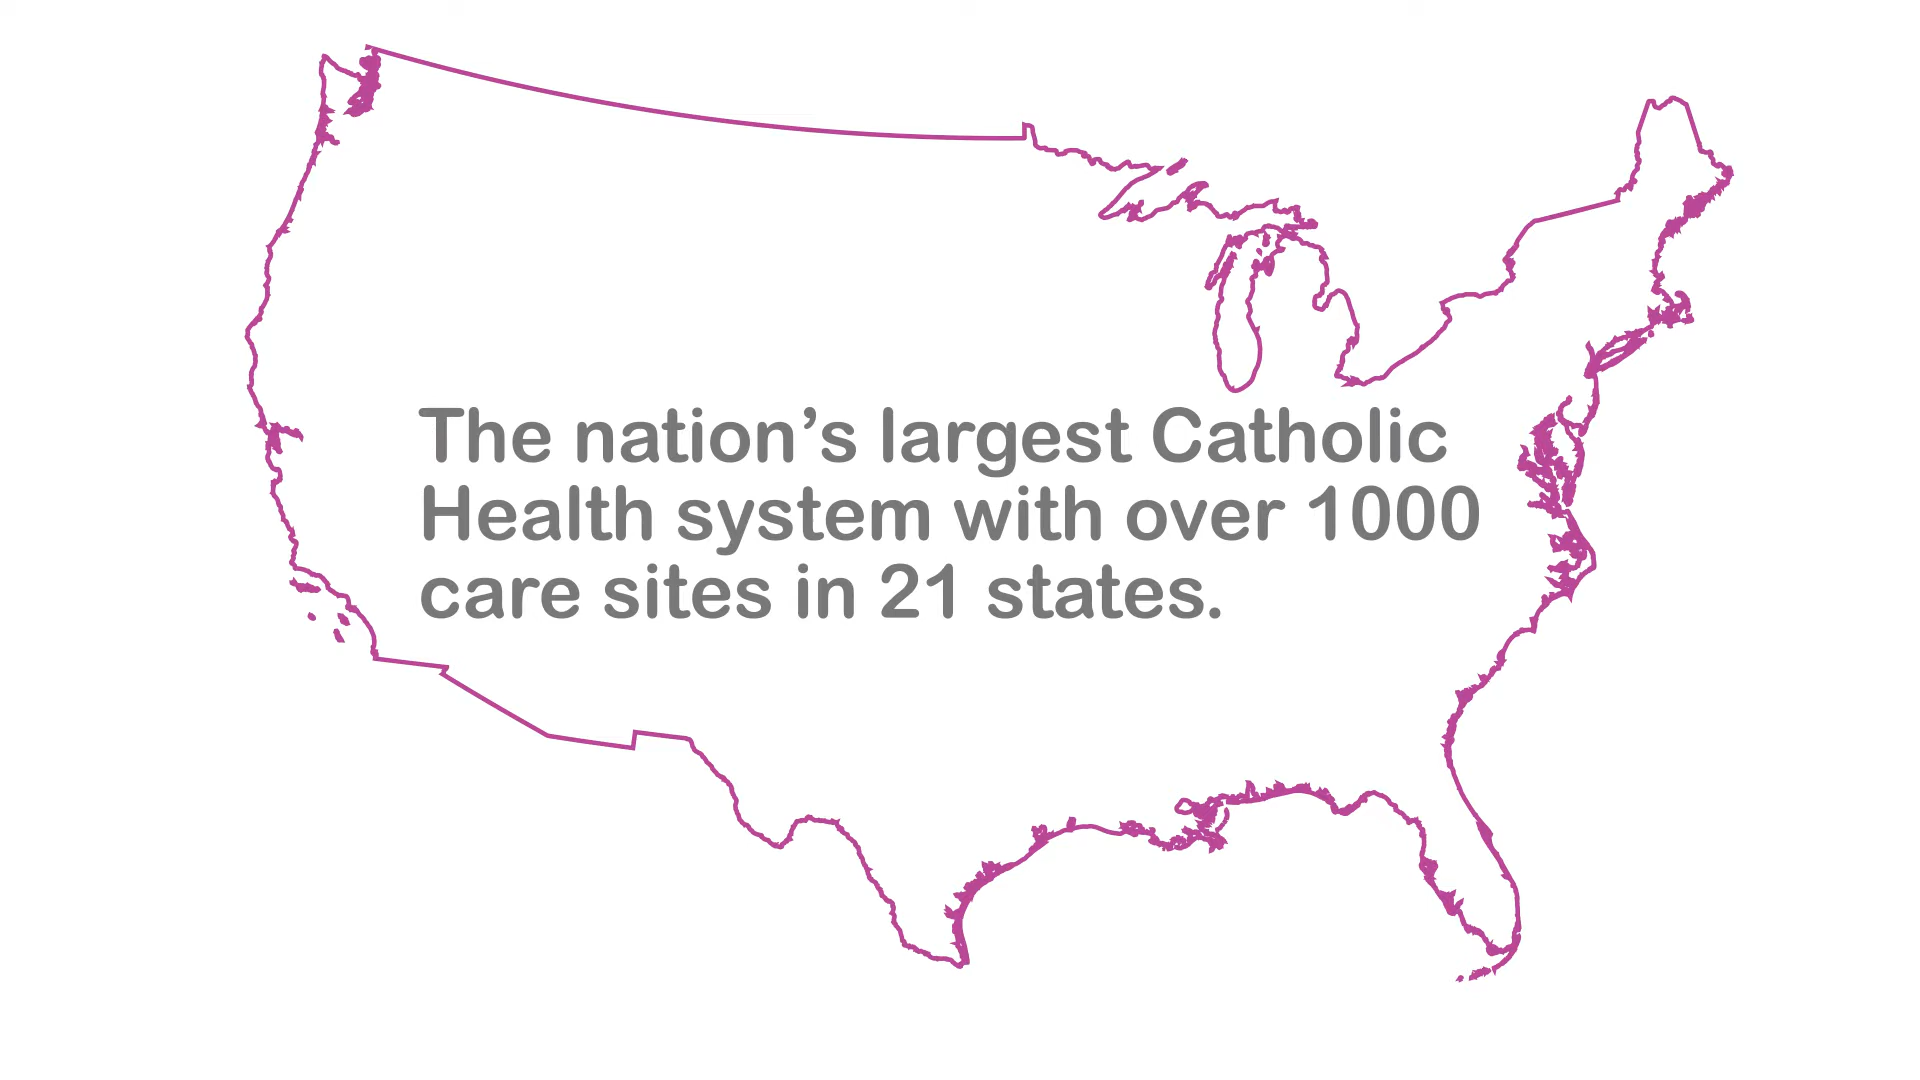 The nation’s largest Catholic
Health system with over 1000
care sites in 21 states.